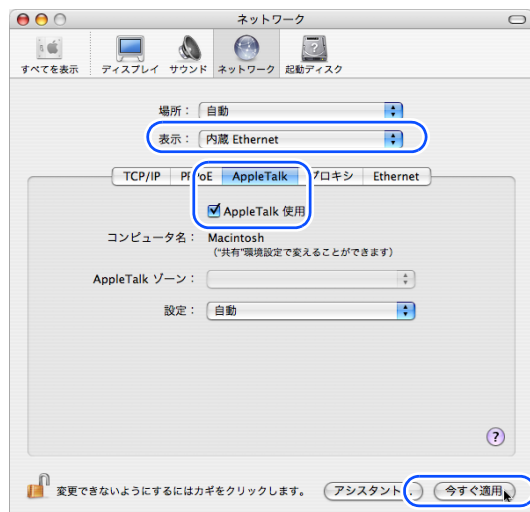 ネットワーク
すべてを表示 ディスプレイ サウンド ネットワーク 起動ディスク
場所： 自動
表示： 内蔵 Ethernet
TCP/IP PPPoE AppleTalk プロキシ Ethernet
AppleTalk 使用
コンピュータ名： Macintosh
（“共有”環境設定で変えることができます）
AppleTalk ゾーン：
設定： 自動
?
変更できないようにするにはカギをクリックします。 アシスタント... 今すぐ適用